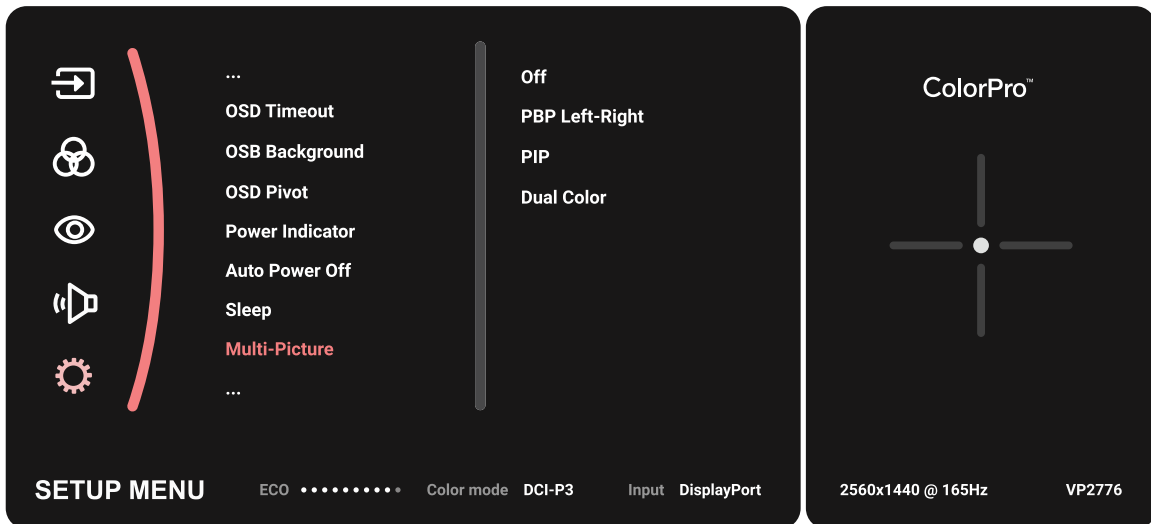 ...
OSD Timeout
OSB Background
OSD Pivot
Power Indicator
Auto Power Off
Sleep
Multi-Picture
...
Off
PBP Left-Right
PIP
Dual Color
SETUP MENU
ECO
Color mode DCI-P3
Input DisplayPort
ColorPro™
2560x1440 @ 165Hz
VP2776